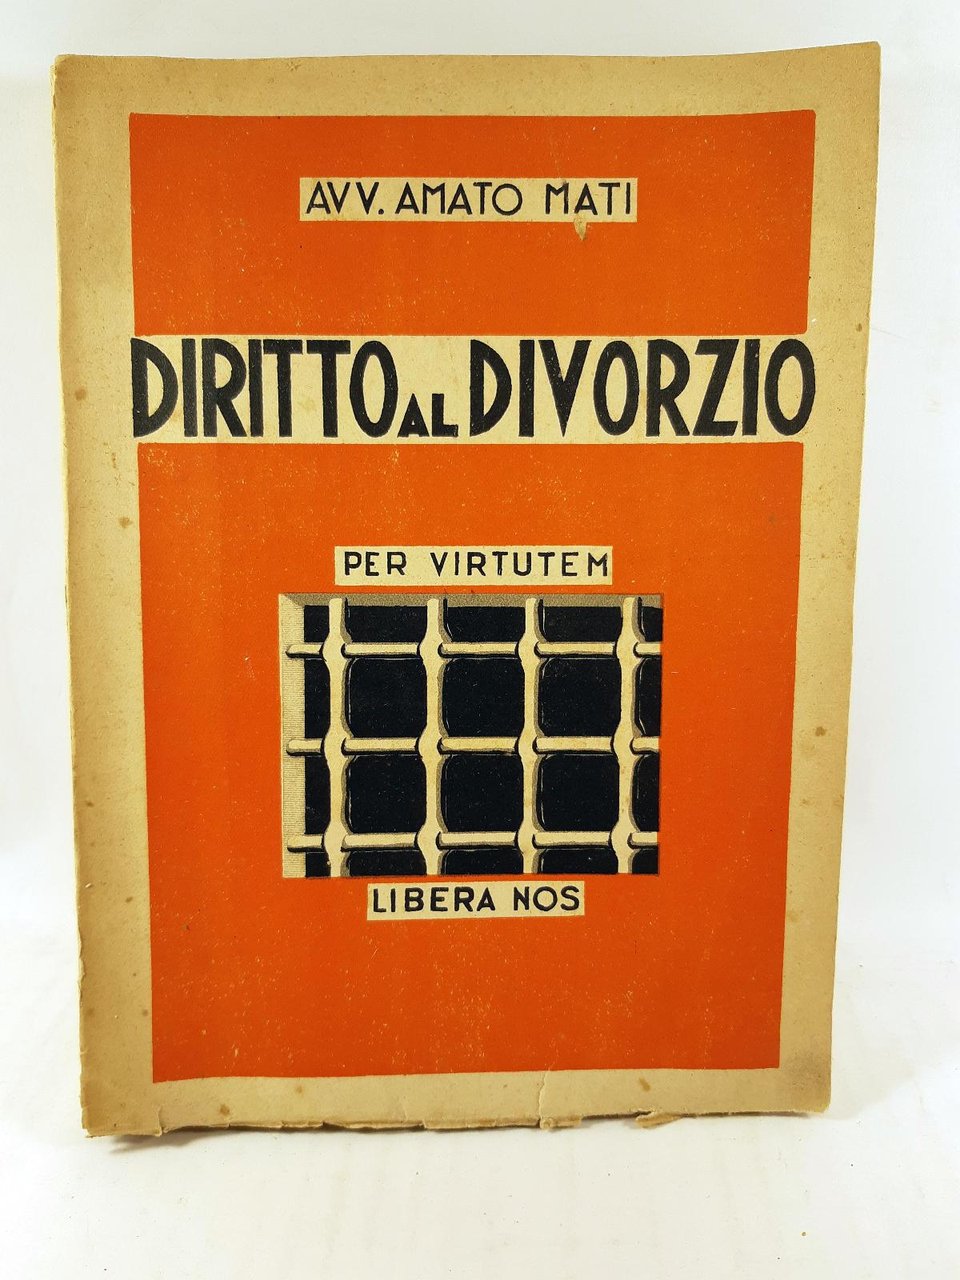 AVV. AMATO MATI
DIRITTO AL DIVORZIO
PER VIRTUTEM
LIBERA NOS